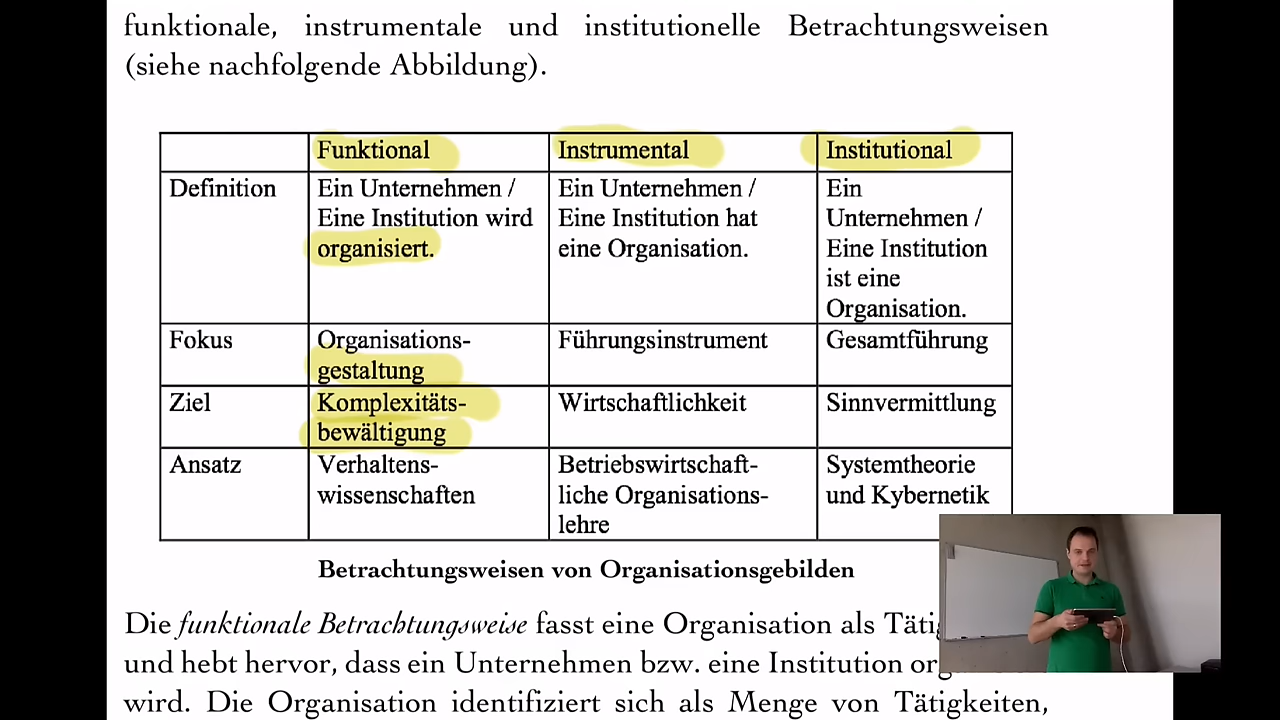 funktionale, instrumentale und institutionelle Betrachtungsweisen
(siehe nachfolgende Abbildung).
Funktional Instrumental Institutional
Definition Ein Unternehmen / Ein Unternehmen / Ein
Eine Institution wird Eine Institution hat Unternehmen /
organisiert. eine Organisation. Eine Institution
ist eine
Organisation.
Fokus Organisations- Führungsinstrument Gesamtführung
gestaltung
Ziel Komplexitäts- Wirtschaftlichkeit Sinnvermittlung
bewältigung
Ansatz Verhaltens- Betriebswirtschaft- Systemtheorie
wissenschaften liche Organisations- und Kybernetik
lehre
Betrachtungsweisen von Organisationsgebilden
Die funktionale Betrachtungsweise fasst eine Organisation als
und hebt hervor, dass ein Unternehmen bzw. eine Institution
wird. Die Organisation identifiziert sich als Menge von Tätigkeiten,